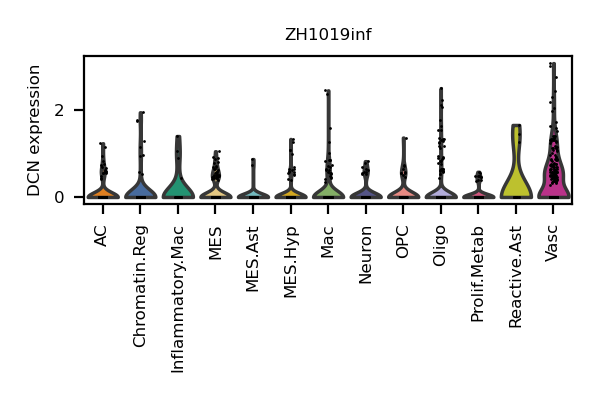 ZH1019inf
DCN expression
2
0
AC
Chromatin.Reg
Inflammatory.Mac
MES
MES.Ast
MES.Hyp
Mac
Neuron
OPC
Oligo
Prolif.Metab
Reactive.Ast
Vasc